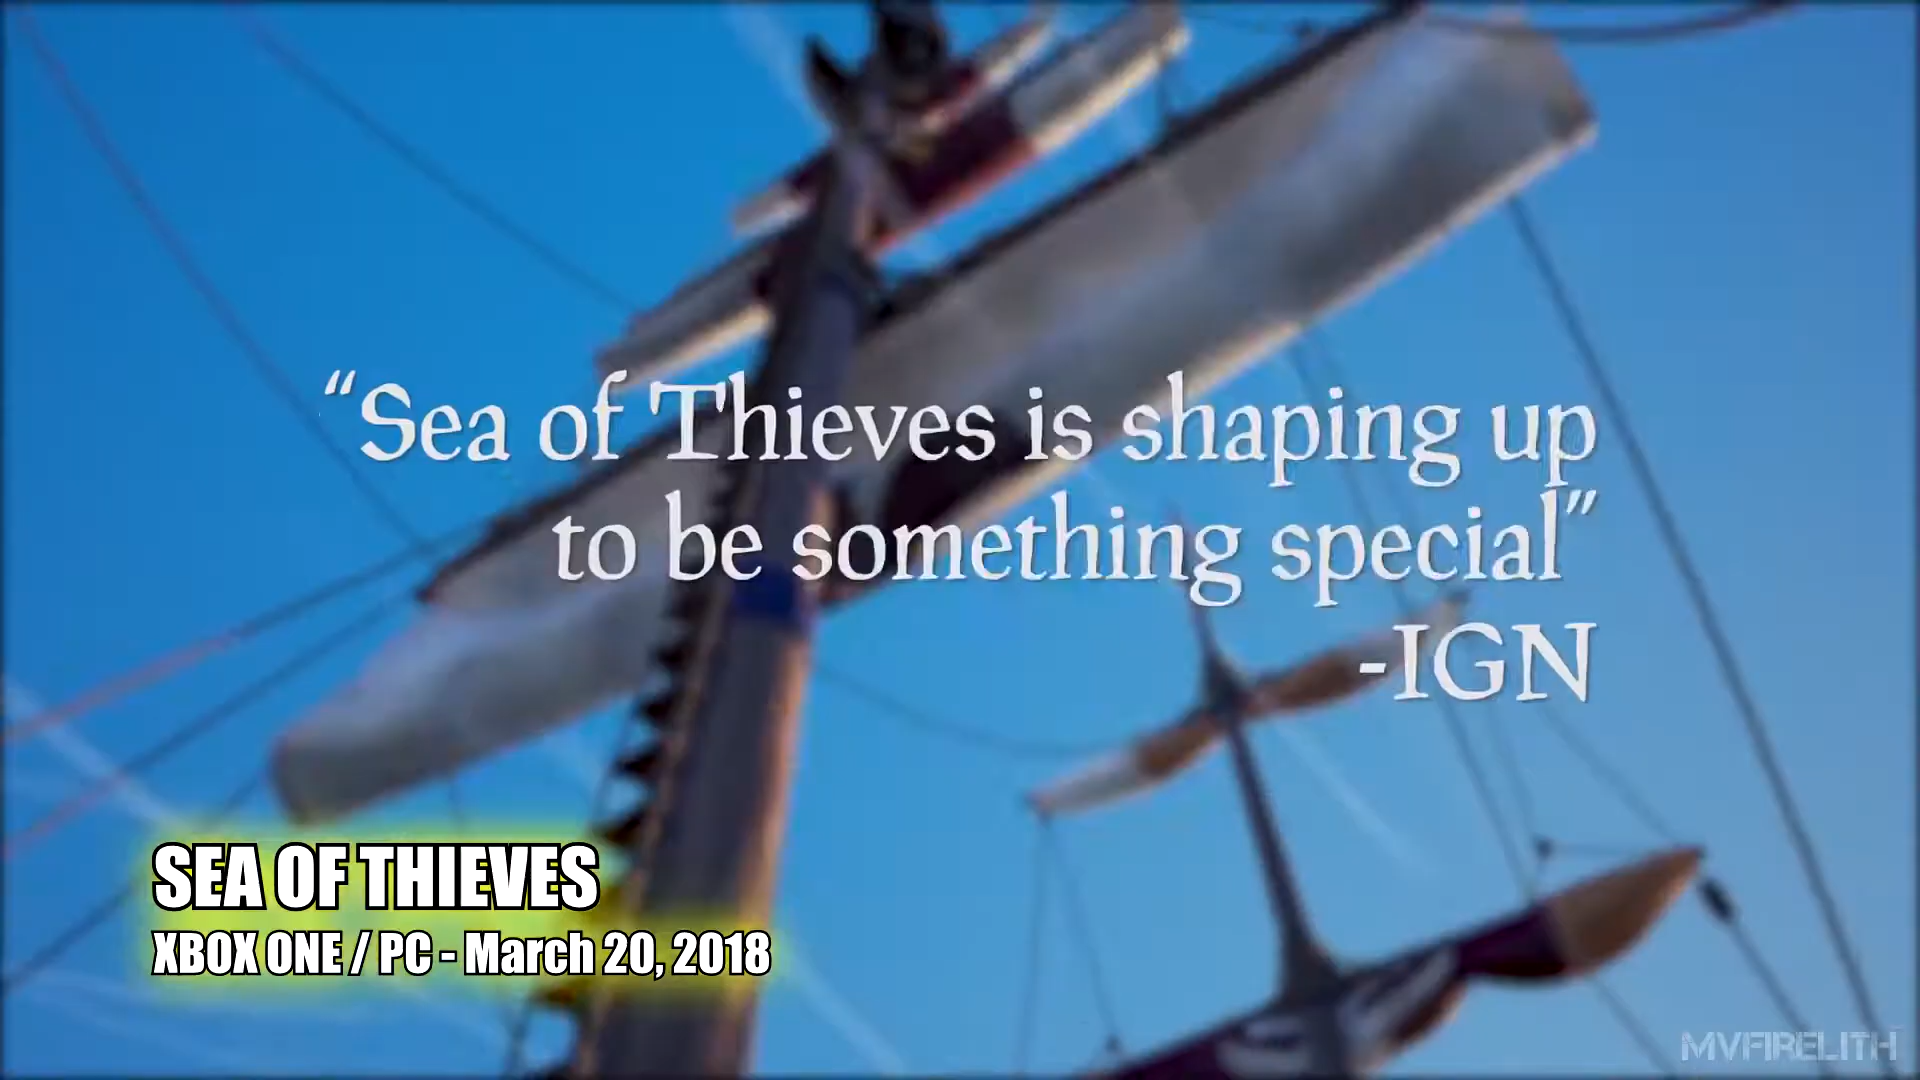 “Sea of Thieves is shaping up
to be something special”
-IGN
SEA OF THIEVES
XBOX ONE / PC - March 20, 2018
MVFIRELITH